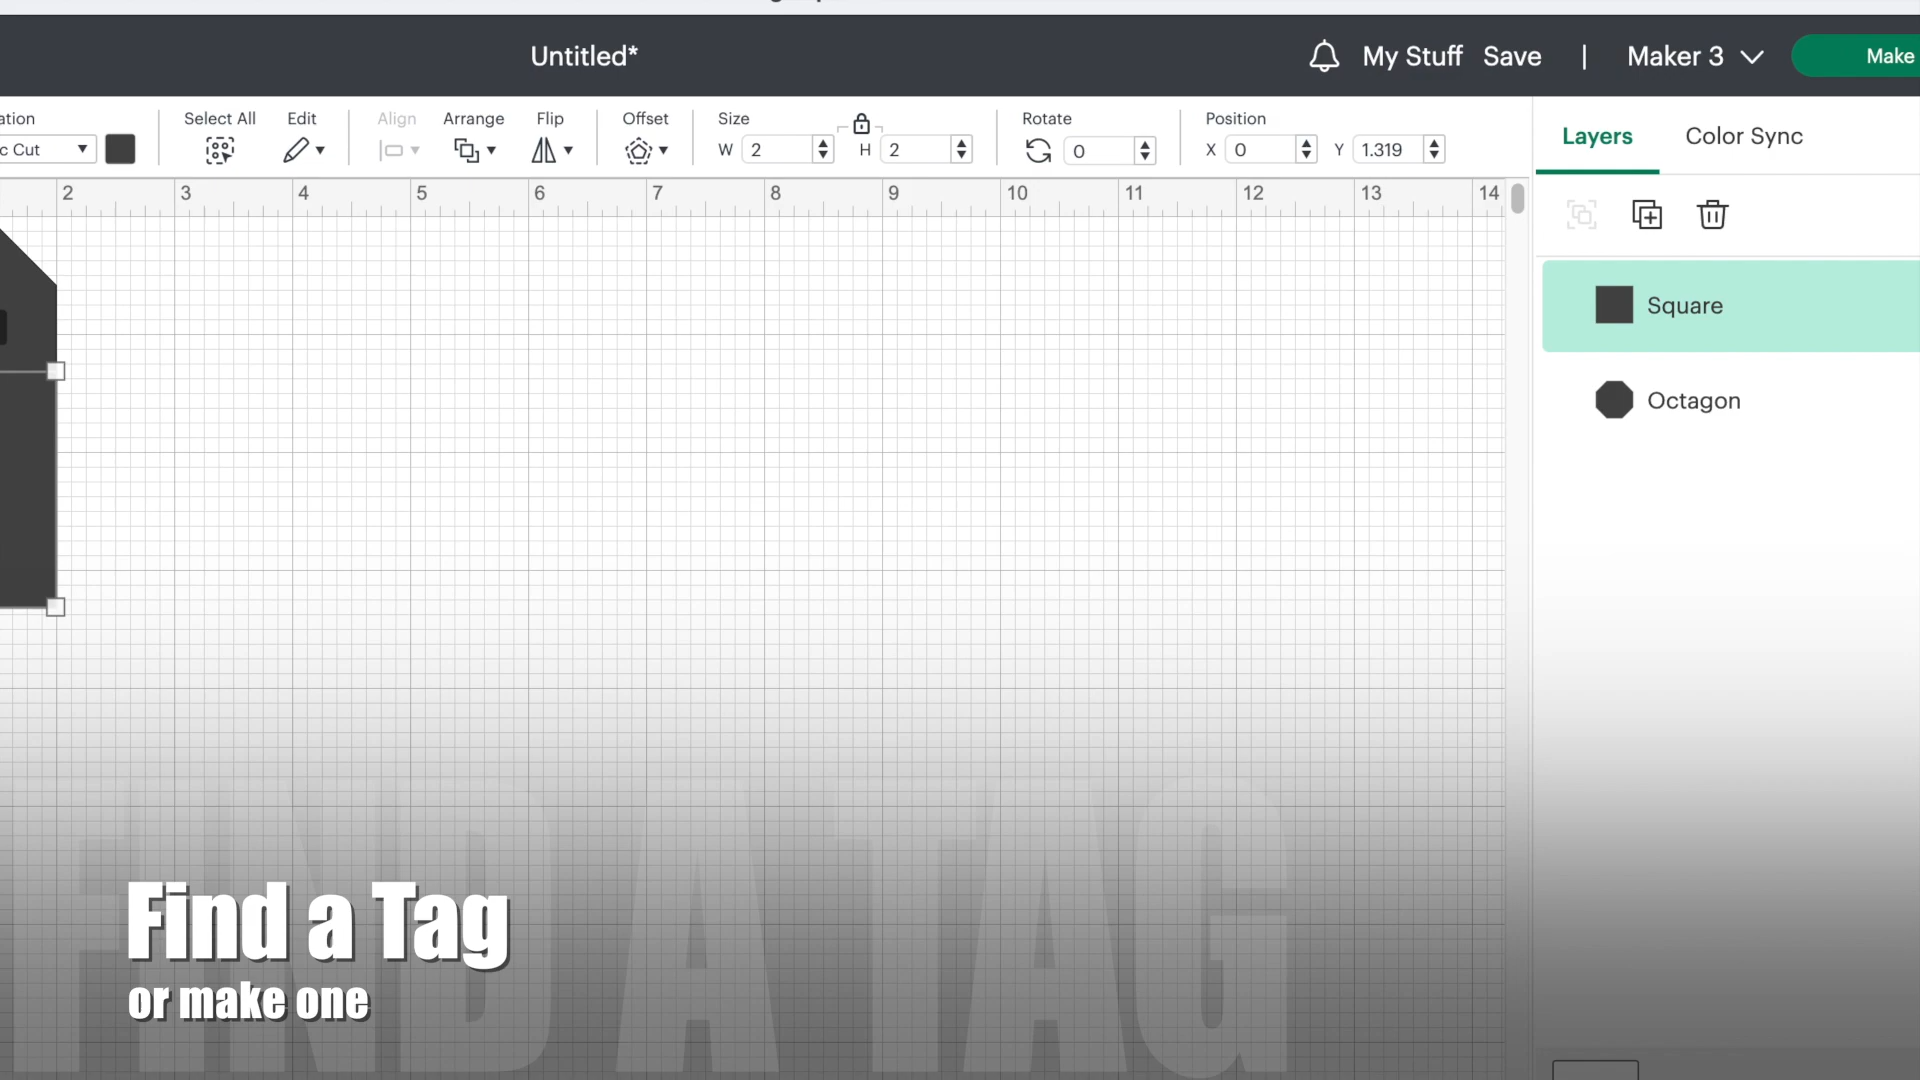 Untitled*
My Stuff Save | Maker 3 Make
ation Select All Edit Align Arrange Flip Offset Size Rotate Position
c Cut W 2 H 2 0 X 0 Y 1.319
Layers Color Sync
2 3 4 5 6 7 8 9 10 11 12 13 14
Square
Octagon
FIND A TAG
Find a Tag
or make one